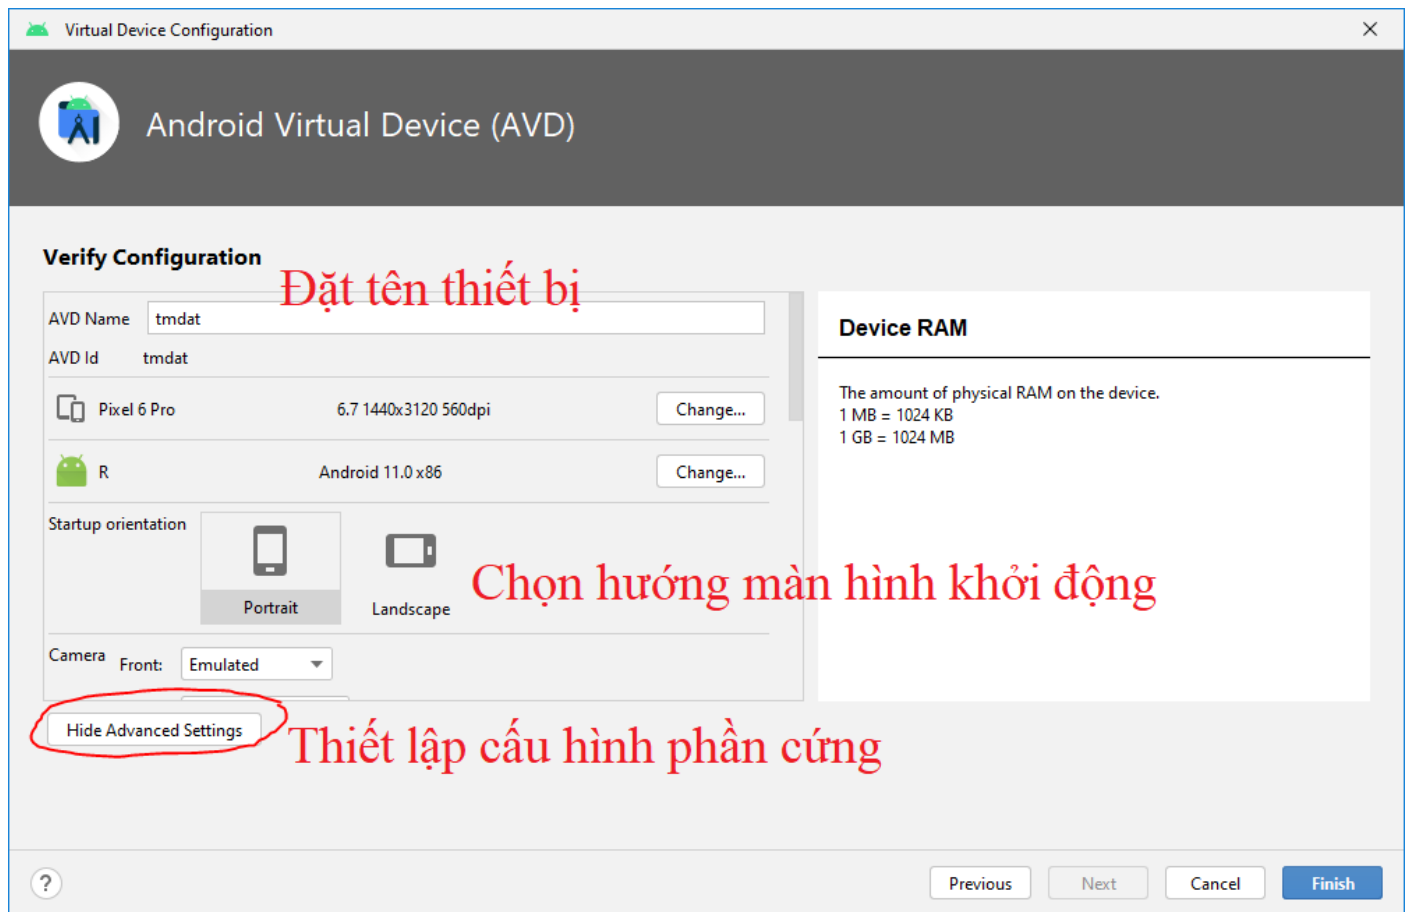 Virtual Device Configuration
Android Virtual Device (AVD)
Verify Configuration
Đặt tên thiết bị
AVD Name tmdat
AVD Id tmdat
Pixel 6 Pro 6.7 1440x3120 560dpi Change...
R Android 11.0 x86 Change...
Startup orientation
Portrait Landscape
Chọn hướng màn hình khởi động
Camera Front: Emulated
Hide Advanced Settings
Thiết lập cấu hình phần cứng
Device RAM
The amount of physical RAM on the device.
1 MB = 1024 KB
1 GB = 1024 MB
? Previous Next Cancel Finish